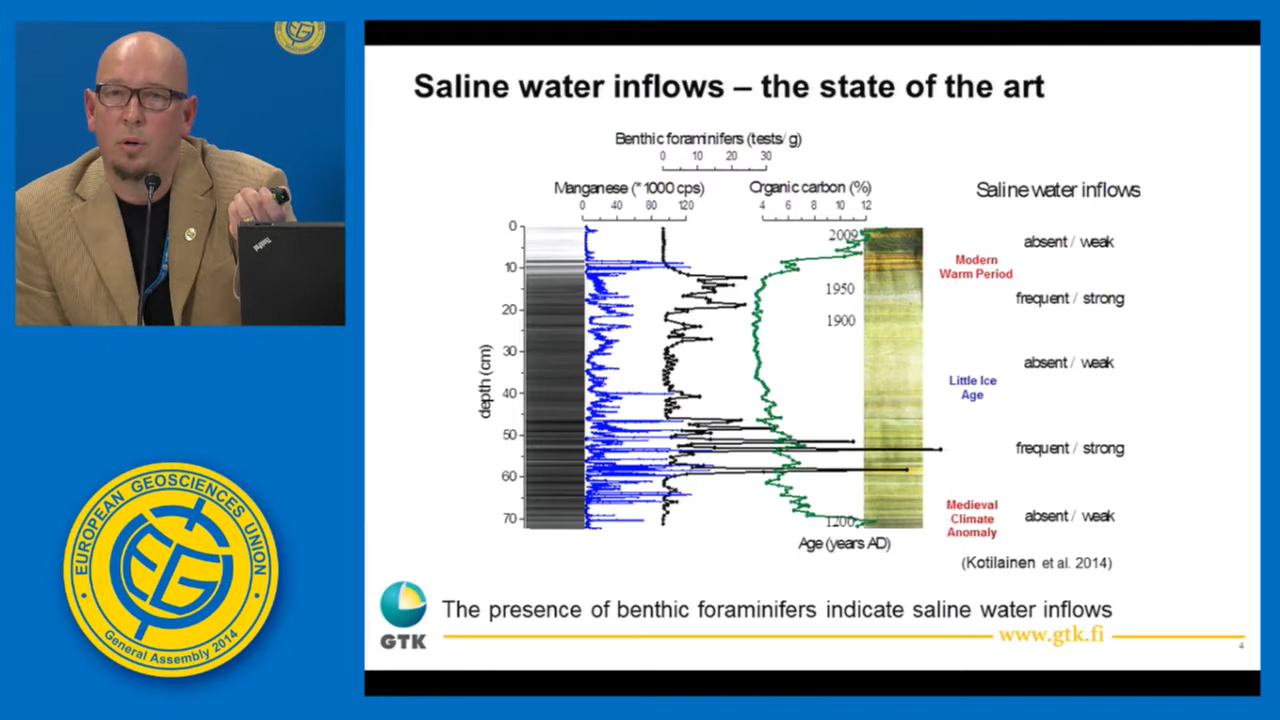 Saline water inflows – the state of the art
Benthic foraminifers (tests/ g)
0 10 20 30
Manganese (* 1000 cps)
0 40 80 120
Organic carbon (%)
4 6 8 10 12
Saline water inflows
depth (cm)
0
10
20
30
40
50
60
70
2009
1950
1900
1200
Age (years AD)
absent / weak
Modern
Warm Period
frequent / strong
absent / weak
Little Ice
Age
frequent / strong
Medieval
Climate
Anomaly
absent / weak
(Kotilainen et al. 2014)
The presence of benthic foraminifers indicate saline water inflows
GTK
www.gtk.fi
4
EUROPEAN GEOSCIENCES UNION
EGU
General Assembly 2014
ThinkPad